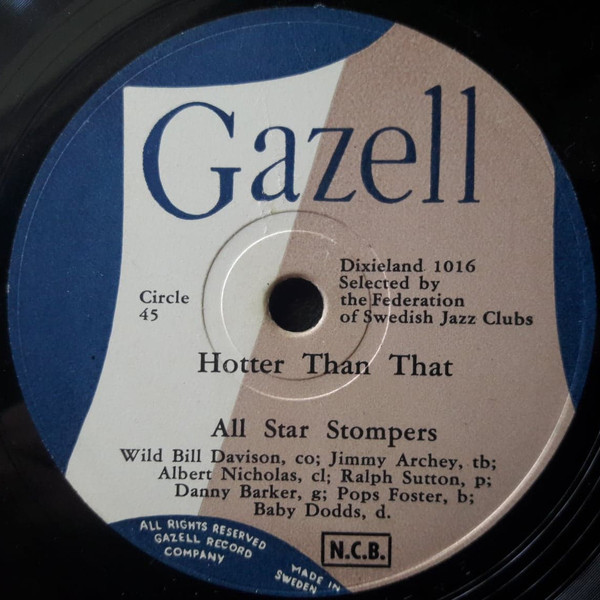 Gazell
Dixieland 1016
Selected by
the Federation
of Swedish Jazz Clubs
Circle
45
Hotter Than That
All Star Stompers
Wild Bill Davison, co; Jimmy Archey, tb;
Albert Nicholas, cl; Ralph Sutton, p;
Danny Barker, g; Pops Foster, b;
Baby Dodds, d.
ALL RIGHTS RESERVED
GAZELL RECORD
COMPANY
N.C.B.
MADE IN
SWEDEN